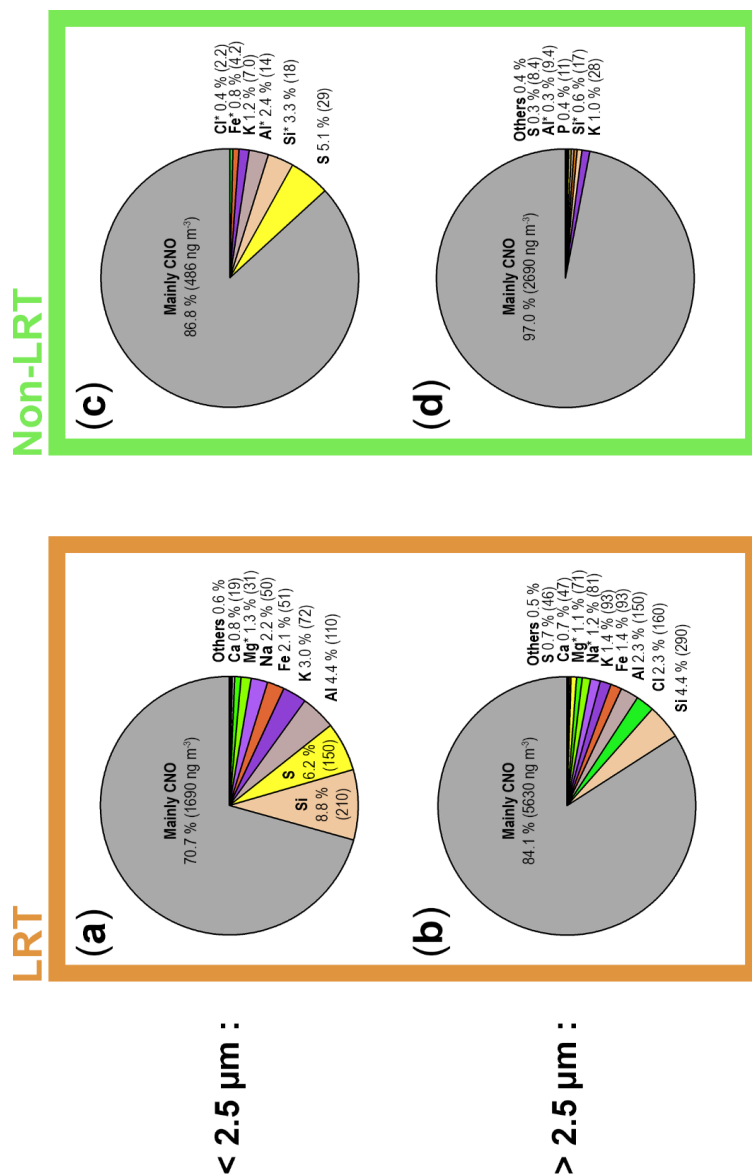 LRT
Non-LRT
< 2.5 µm :
(a)
Mainly CNO
70.7 % (1690 ng m⁻³)
Others 0.6 %
Ca 0.8 % (19)
Mg* 1.3 % (31)
Na 2.2 % (50)
Fe 2.1 % (51)
K 3.0 % (72)
Al 4.4 % (110)
S
6.2 %
(150)
Si
8.8 %
(210)
(c)
Mainly CNO
86.8 % (486 ng m⁻³)
Cl* 0.4 % (2.2)
Fe* 0.8 % (4.2)
K 1.2 % (7.0)
Al* 2.4 % (14)
Si* 3.3 % (18)
S 5.1 % (29)
> 2.5 µm :
(b)
Mainly CNO
84.1 % (5630 ng m⁻³)
Others 0.5 %
S 0.7 % (46)
Ca 0.7 % (47)
Mg* 1.1 % (71)
Na* 1.2 % (81)
K 1.4 % (93)
Fe 1.4 % (93)
Al 2.3 % (150)
Cl 2.3 % (160)
Si 4.4 % (290)
(d)
Mainly CNO
97.0 % (2690 ng m⁻³)
Others 0.4 %
S 0.3 % (8.4)
Al* 0.3 % (9.4)
P 0.4 % (11)
Si* 0.6 % (17)
K 1.0 % (28)